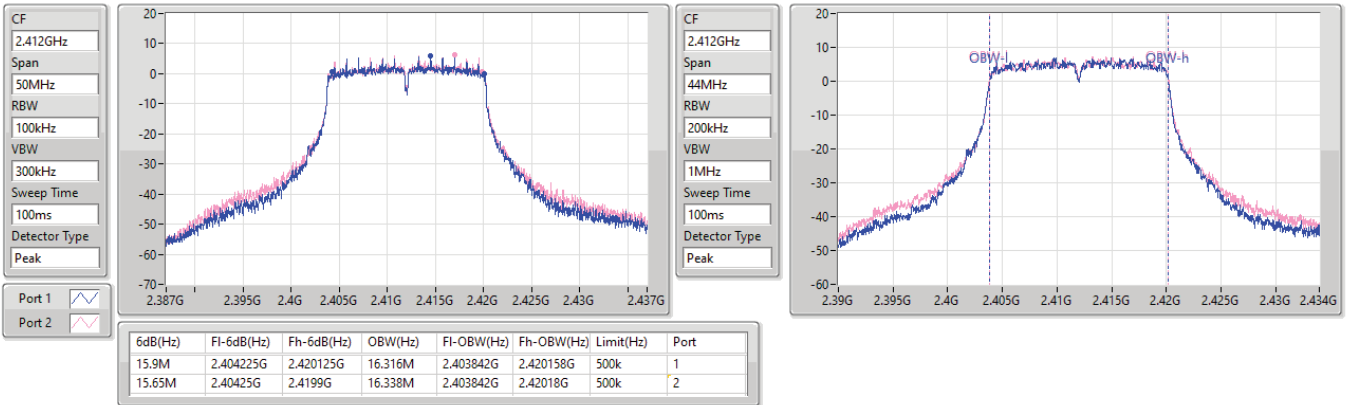 CF
2.412GHz
Span
50MHz
RBW
100kHz
VBW
300kHz
Sweep Time
100ms
Detector Type
Peak
Port 1
Port 2
20
10
0
-10
-20
-30
-40
-50
-60
-70
2.387G 2.395G 2.4G 2.405G 2.41G 2.415G 2.42G 2.425G 2.437G
CF
2.412GHz
Span
44MHz
RBW
200kHz
VBW
1MHz
Sweep Time
100ms
Detector Type
Peak
20
10
0
-10
-20
-30
-40
-50
-60
OBW-l OBW-h
2.39G 2.395G 2.4G 2.405G 2.41G 2.415G 2.42G 2.425G 2.43G 2.434G
6dB(Hz) Fl-6dB(Hz) Fh-6dB(Hz) OBW(Hz) Fl-OBW(Hz) Fh-OBW(Hz) Limit(Hz) Port
15.9M 2.404225G 2.420125G 16.316M 2.403842G 2.420158G 500k 1
15.65M 2.40425G 2.4199G 16.338M 2.403842G 2.42018G 500k 2